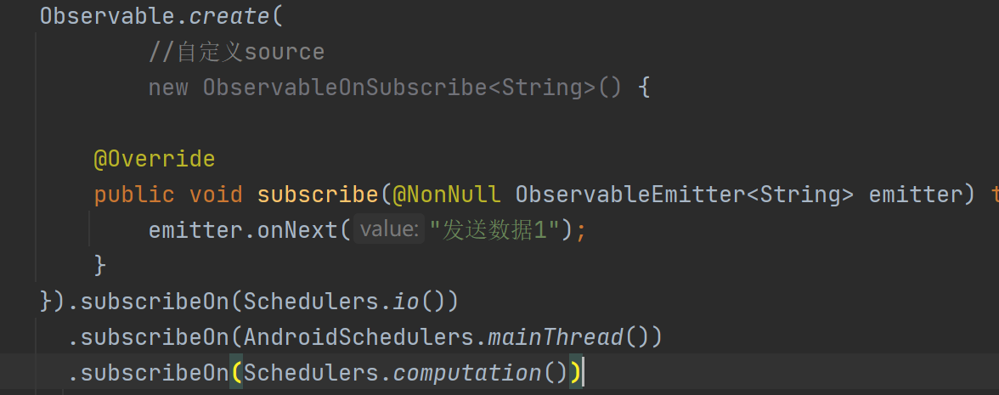 Observable.create(
//自定义source
new ObservableOnSubscribe<String>() {
@Override
public void subscribe(@NonNull ObservableEmitter<String> emitter) t
emitter.onNext( value: "发送数据1");
}
}).subscribeOn(Schedulers.io())
.subscribeOn(AndroidSchedulers.mainThread())
.subscribeOn(Schedulers.computation())